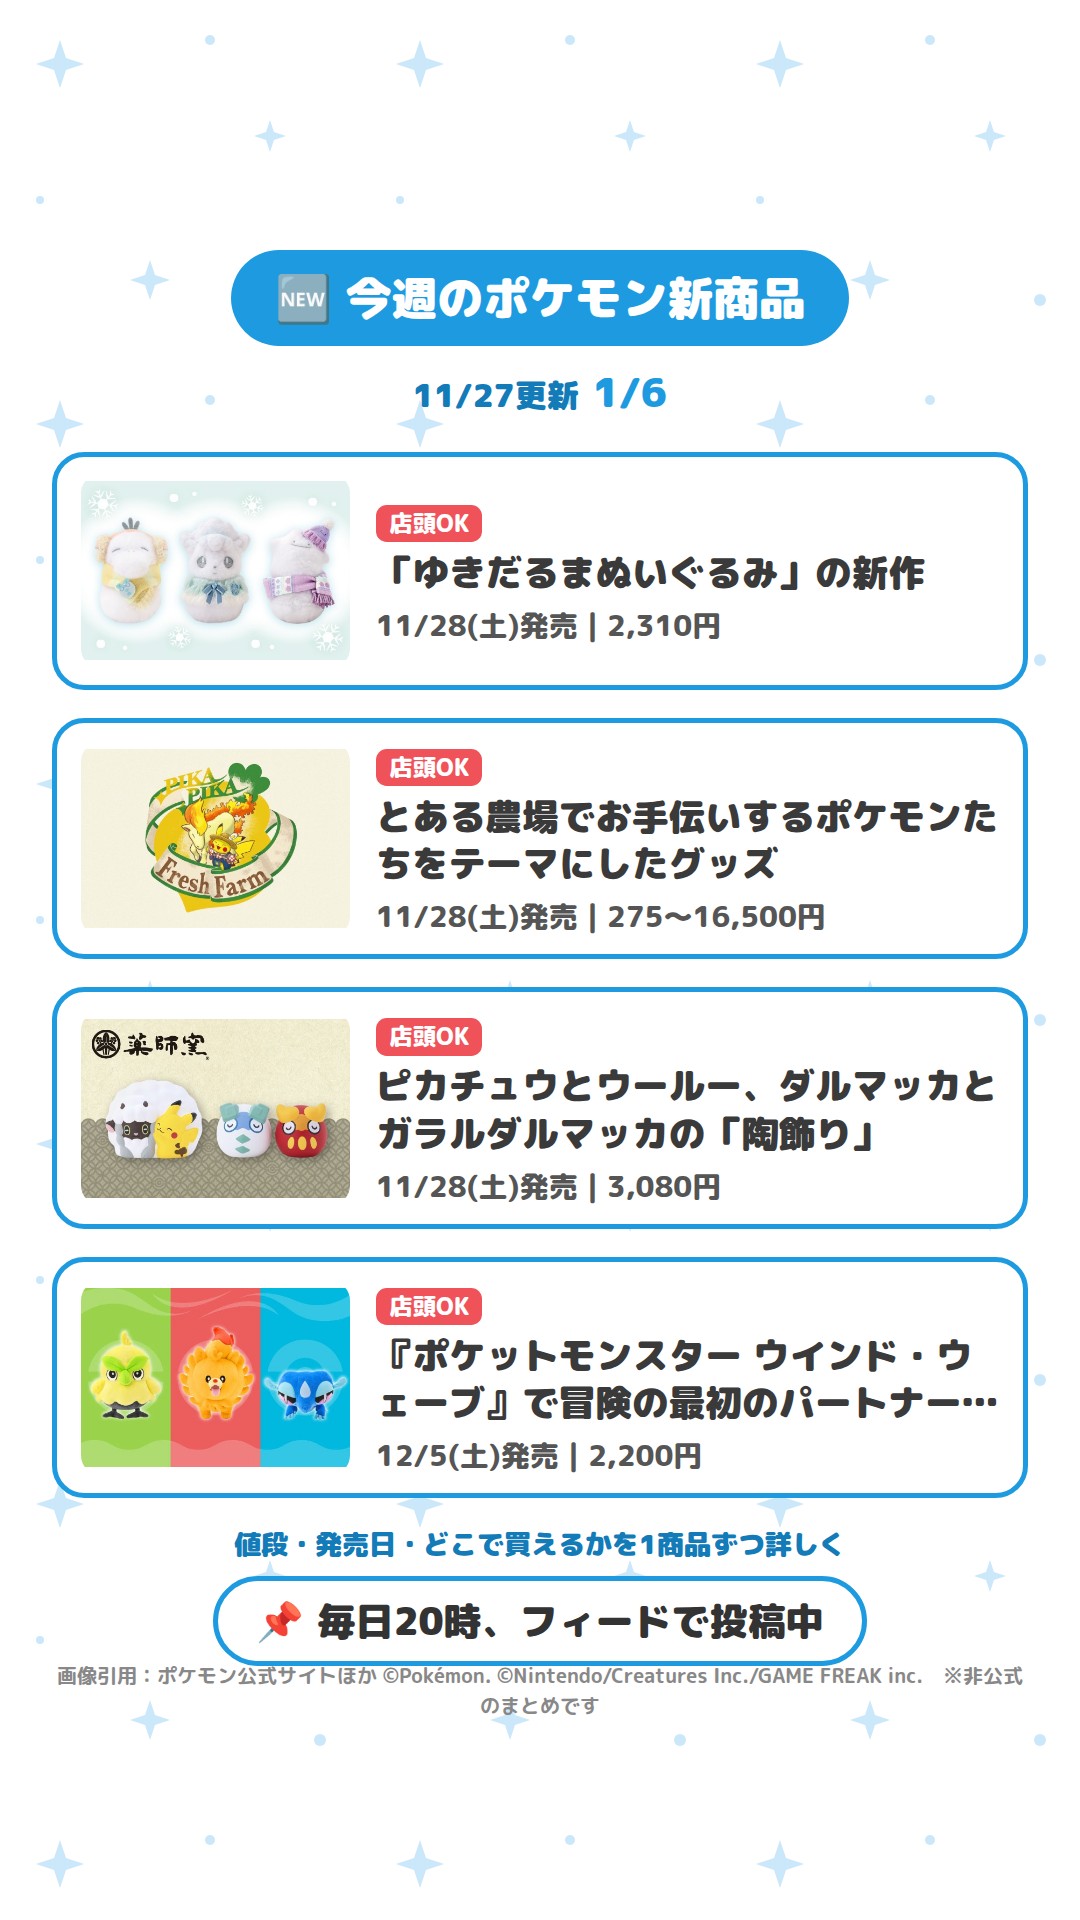 NEW 今週のポケモン新商品
11/27更新 1/6
店頭OK
「ゆきだるまぬいぐるみ」の新作
11/28(土)発売 | 2,310円
PIKA
PIKA
Fresh Farm
店頭OK
とある農場でお手伝いするポケモンた
ちをテーマにしたグッズ
11/28(土)発売 | 275〜16,500円
薬師窯
店頭OK
ピカチュウとウールー、ダルマッカと
ガラルダルマッカの「陶飾り」
11/28(土)発売 | 3,080円
店頭OK
『ポケットモンスター ウインド・ウ
ェーブ』で冒険の最初のパートナー…
12/5(土)発売 | 2,200円
値段・発売日・どこで買えるかを1商品ずつ詳しく
📌 毎日20時、フィードで投稿中
画像引用：ポケモン公式サイトほか ©Pokémon. ©Nintendo/Creatures Inc./GAME FREAK inc.　※非公式
のまとめです